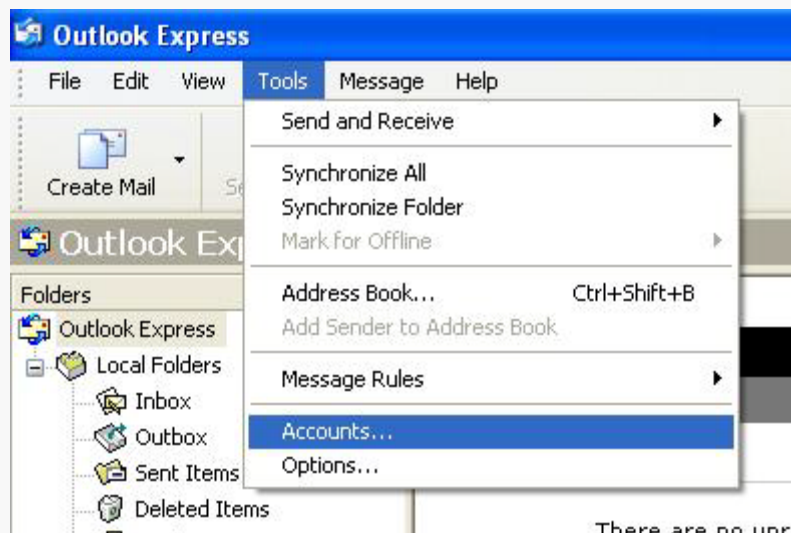 Outlook Express
File Edit View Tools Message Help
Send and Receive
Create Mail
Synchronize All
Synchronize Folder
Mark for Offline
Outlook
Address Book... Ctrl+Shift+B
Add Sender to Address Book
Message Rules
Accounts...
Options...
Folders
Outlook Express
Local Folders
Inbox
Outbox
Sent Items
Deleted Items
There are no